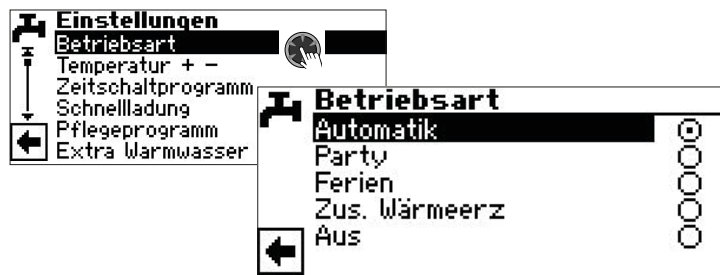 Einstellungen
Betriebsart
Temperatur + -
Zeitschaltprogramm
Schnellladung
Pflegeprogramm
Extra Warmwasser
Betriebsart
Automatik
Party
Ferien
Zus. Wärmeerz
Aus